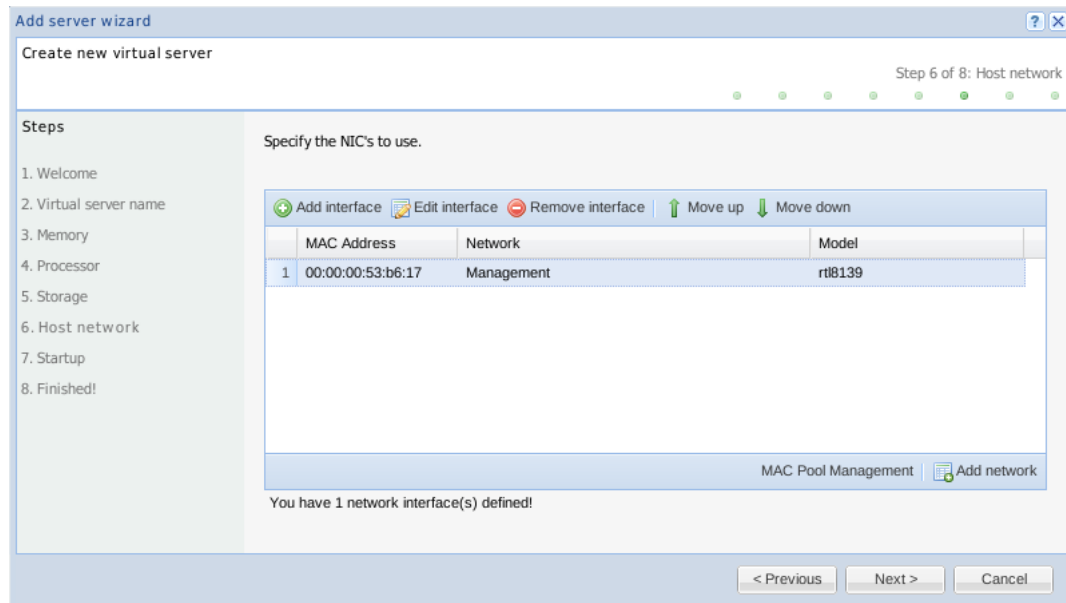 Add server wizard
Create new virtual server
Step 6 of 8: Host network
Steps
1. Welcome
2. Virtual server name
3. Memory
4. Processor
5. Storage
6. Host network
7. Startup
8. Finished!
Specify the NIC's to use.
Add interface Edit interface Remove interface Move up Move down
MAC Address Network Model
1 00:00:00:53:b6:17 Management rtl8139
MAC Pool Management Add network
You have 1 network interface(s) defined!
< Previous Next > Cancel